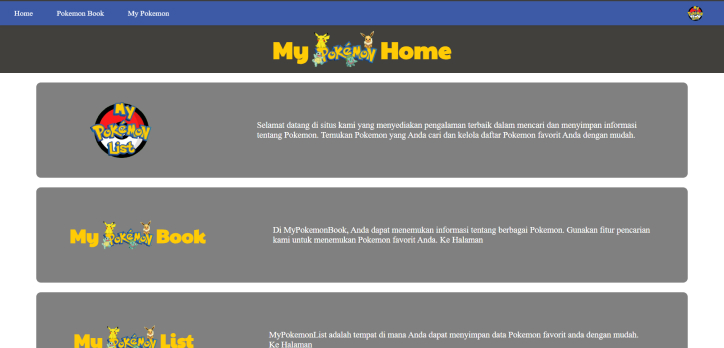 Home Pokemon Book My Pokemon
My Pokémon Home
My Pokémon List
Selamat datang di situs kami yang menyediakan pengalaman terbaik dalam mencari dan menyimpan informasi
tentang Pokemon. Temukan Pokemon yang Anda cari dan kelola daftar Pokemon favorit Anda dengan mudah.
My Pokémon Book
Di MyPokemonBook, Anda dapat menemukan informasi tentang berbagai Pokemon. Gunakan fitur pencarian
kami untuk menemukan Pokemon favorit Anda. Ke Halaman
My Pokémon List
MyPokemonList adalah tempat di mana Anda dapat menyimpan data Pokemon favorit anda dengan mudah.
Ke Halaman